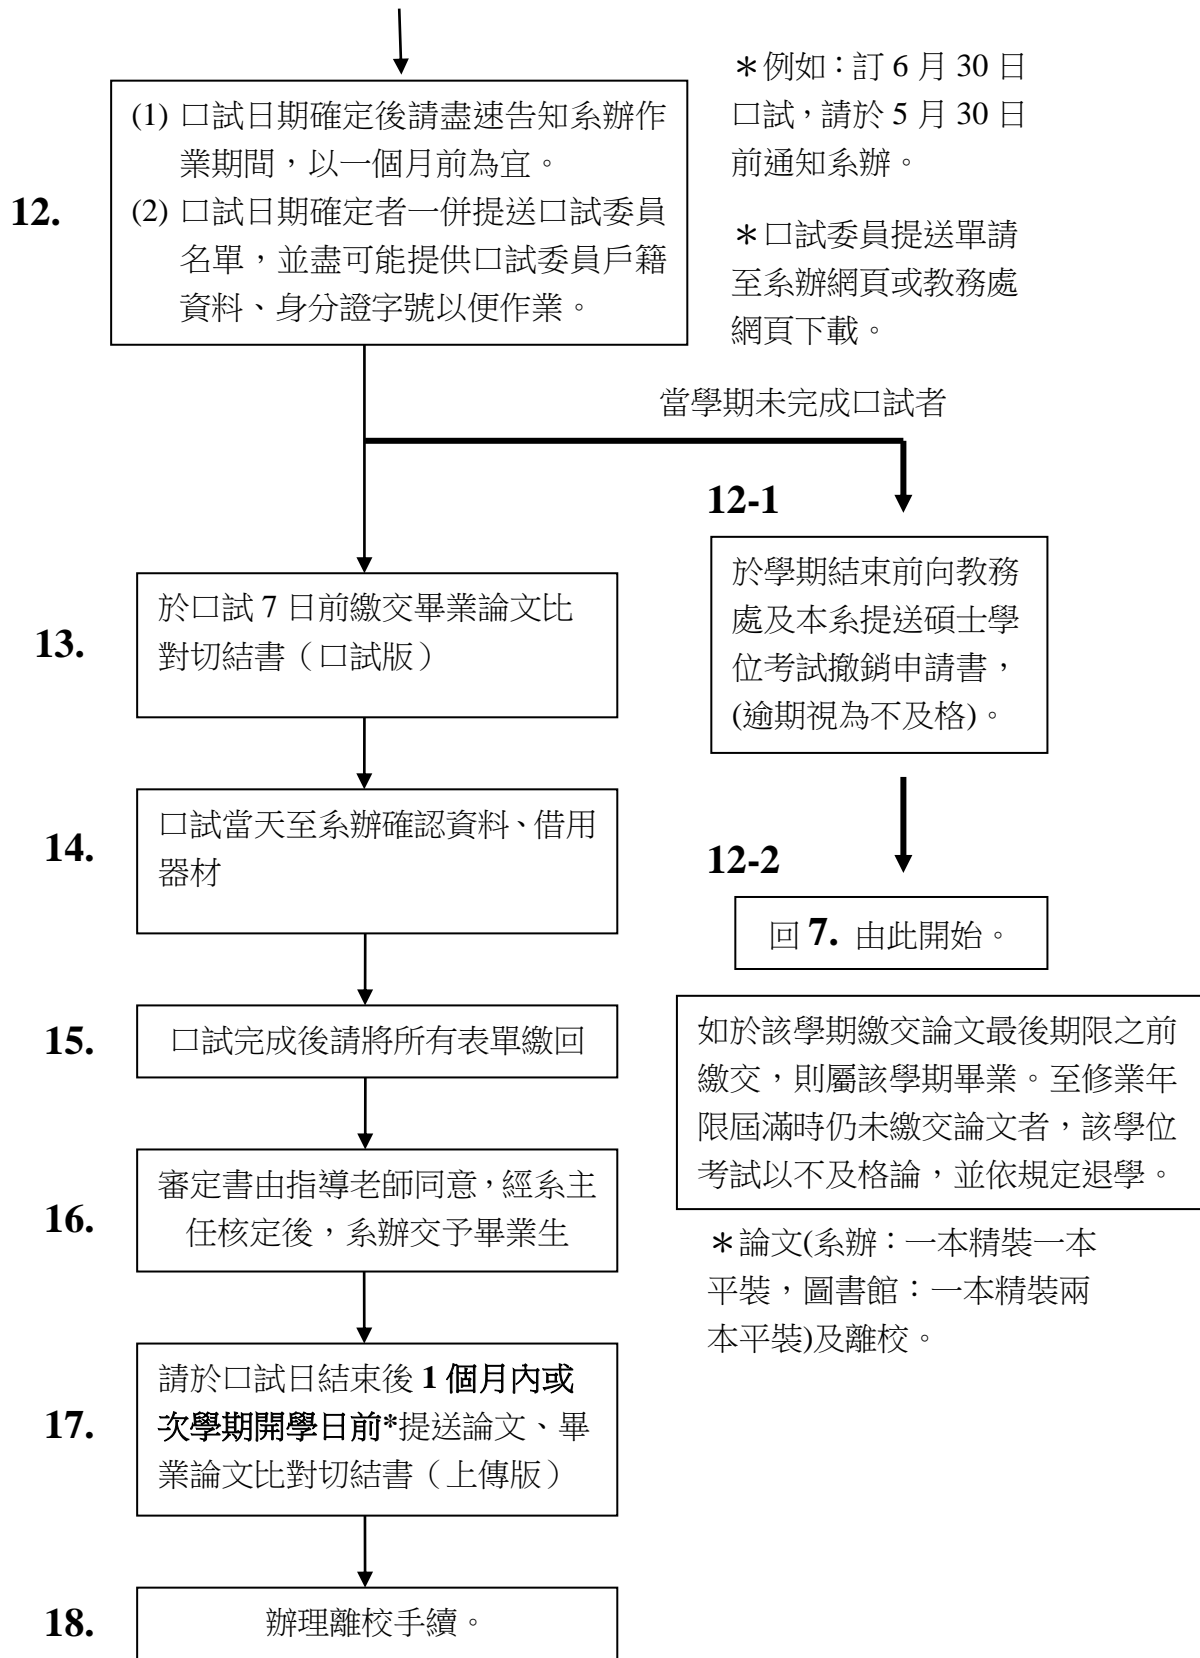 ＊例如：訂 6 月 30 日
口試，請於 5 月 30 日
前通知系辦。
＊口試委員提送單請
至系辦網頁或教務處
網頁下載。
12.
(1) 口試日期確定後請盡速告知系辦作
業期間，以一個月前為宜。
(2) 口試日期確定者一併提送口試委員
名單，並盡可能提供口試委員戶籍
資料、身分證字號以便作業。
當學期未完成口試者
12-1
於學期結束前向教務
處及本系提送碩士學
位考試撤銷申請書，
(逾期視為不及格)。
13.
於口試 7 日前繳交畢業論文比
對切結書（口試版）
14.
口試當天至系辦確認資料、借用
器材
12-2
回 7. 由此開始。
15.
口試完成後請將所有表單繳回
如於該學期繳交論文最後期限之前
繳交，則屬該學期畢業。至修業年
限屆滿時仍未繳交論文者，該學位
考試以不及格論，並依規定退學。
16.
審定書由指導老師同意，經系主
任核定後，系辦交予畢業生
＊論文(系辦：一本精裝一本
平裝，圖書館：一本精裝兩
本平裝)及離校。
17.
請於口試日結束後 1 個月內或
次學期開學日前*提送論文、畢
業論文比對切結書（上傳版）
18.
辦理離校手續。